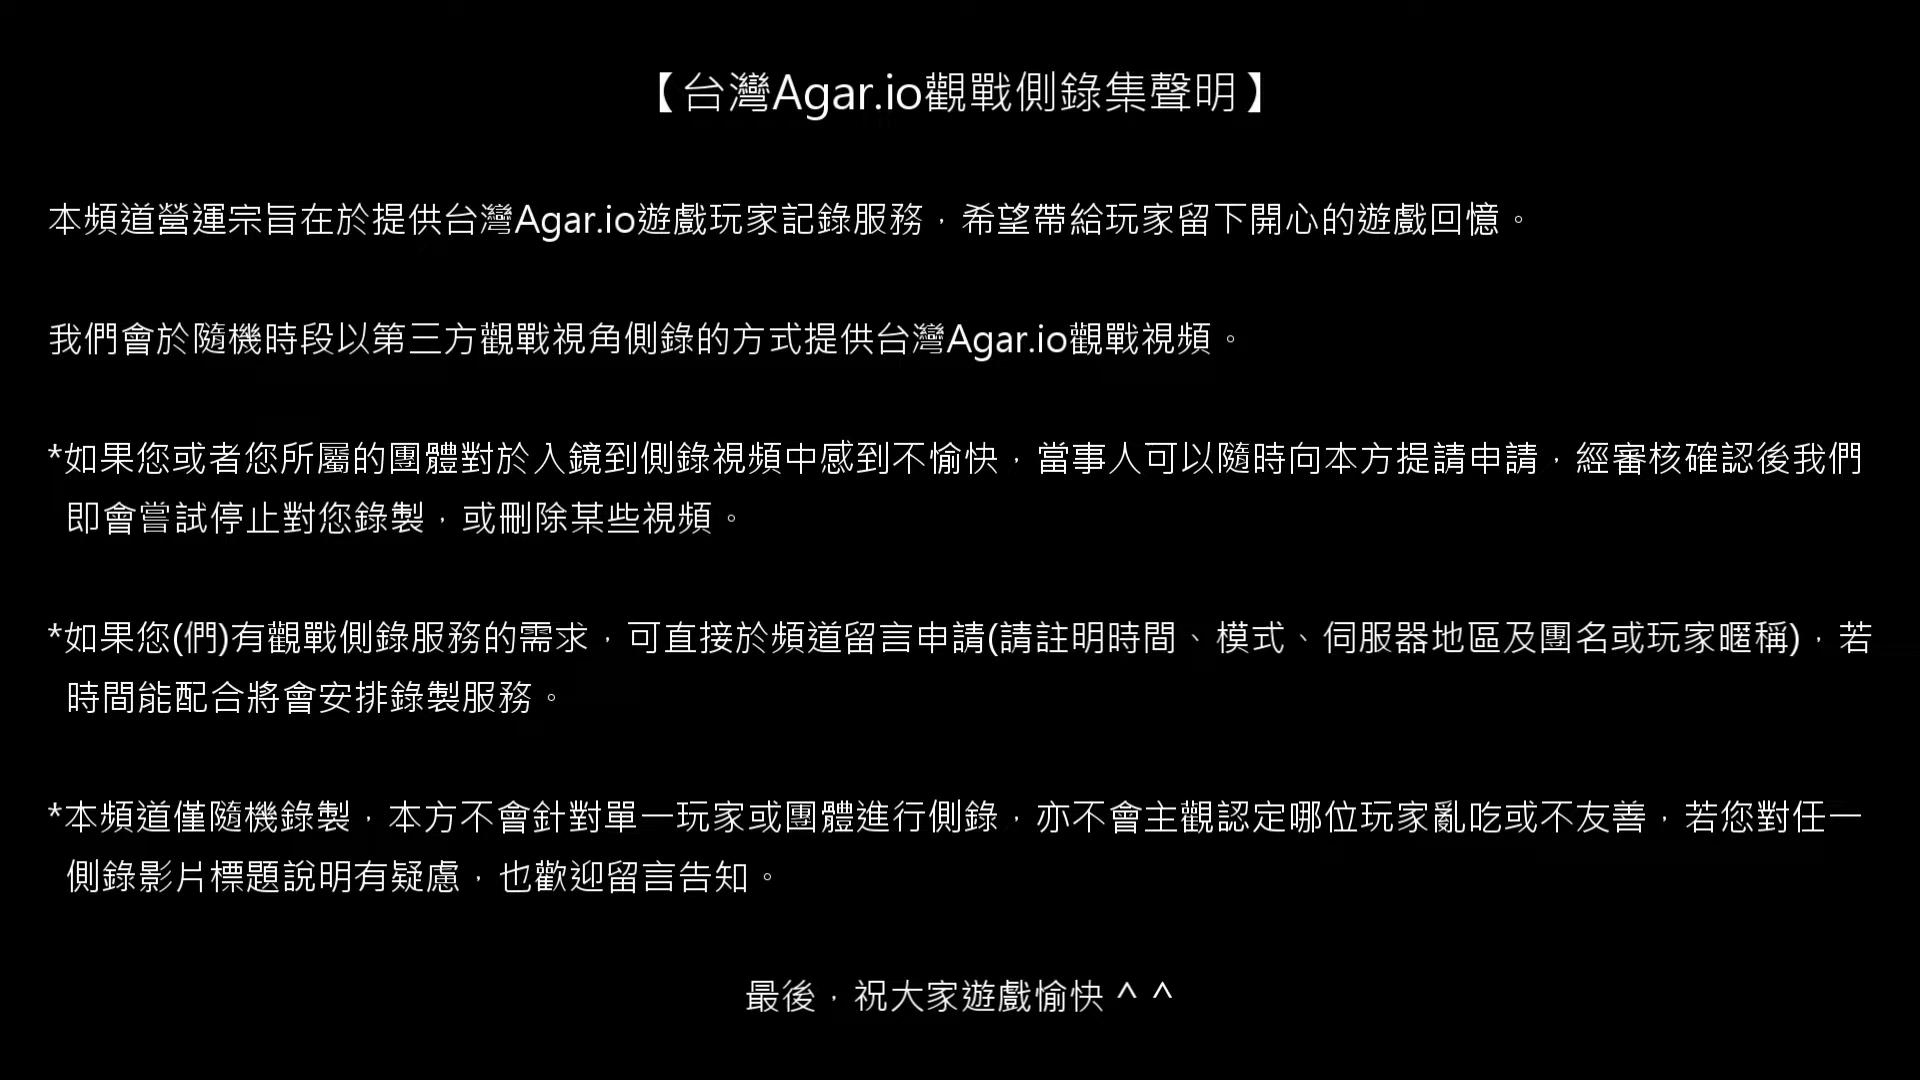 【台灣Agar.io觀戰側錄集聲明】
本頻道營運宗旨在於提供台灣Agar.io遊戲玩家記錄服務，希望帶給玩家留下開心的遊戲回憶。
我們會於隨機時段以第三方觀戰視角側錄的方式提供台灣Agar.io觀戰視頻。
*如果您或者您所屬的團體對於入鏡到側錄視頻中感到不愉快，當事人可以隨時向本方提請申請，經審核確認後我們
即會嘗試停止對您錄製，或刪除某些視頻。
*如果您(們)有觀戰側錄服務的需求，可直接於頻道留言申請(請註明時間、模式、伺服器地區及團名或玩家暱稱)，若
時間能配合將會安排錄製服務。
*本頻道僅隨機錄製，本方不會針對單一玩家或團體進行側錄，亦不會主觀認定哪位玩家亂吃或不友善，若您對任一
側錄影片標題說明有疑慮，也歡迎留言告知。
最後，祝大家遊戲愉快 ^ ^